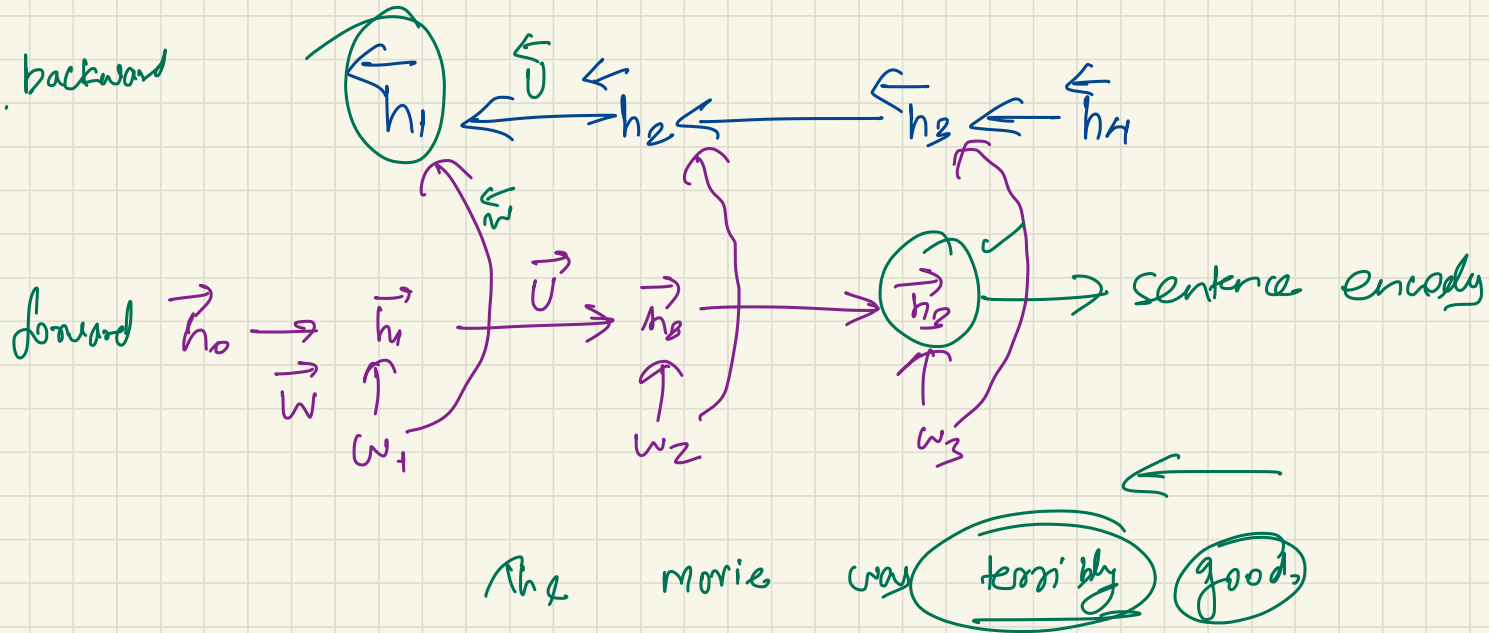 backward
←U
←h₁ ←h₂ ←h₃ ←h₄
←W
→U
forward →h₀ →h₁ →h₂ →h₃ → sentence encody
→W
w₁ w₂ w₃
The movie was terribly good,